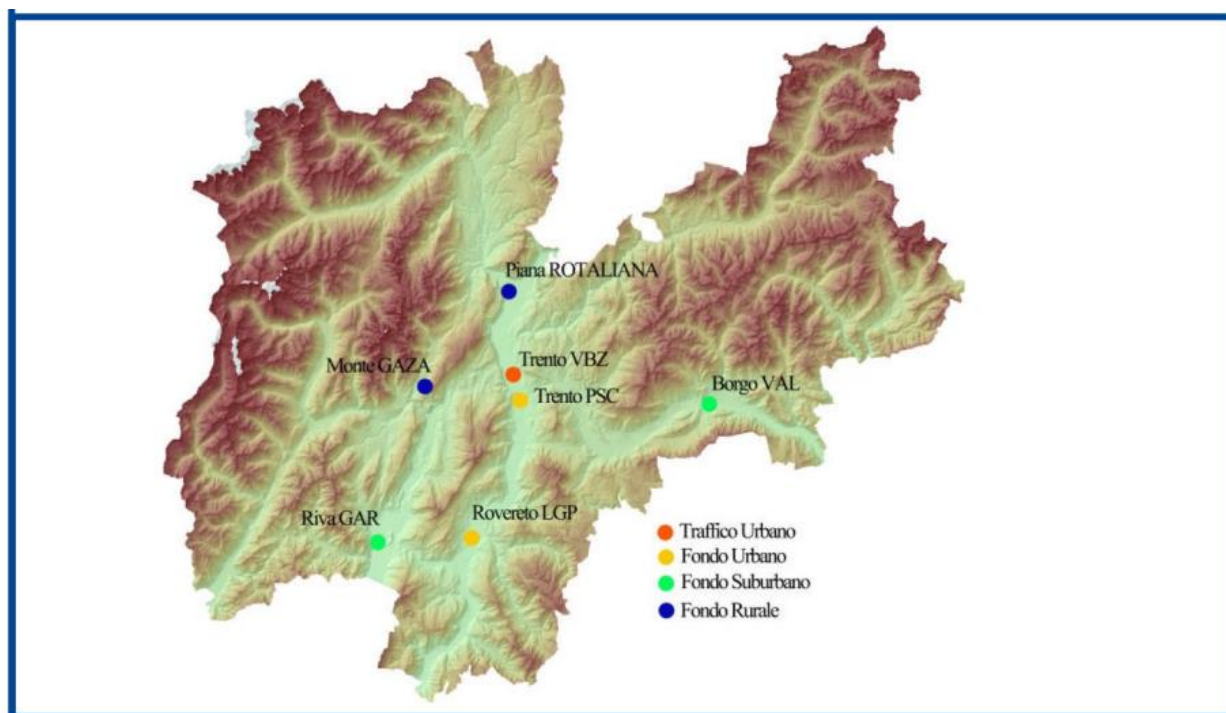 Piana ROTALIANA
Trento VBZ
Monte GAZA
Borgo VAL
Trento PSC
Riva GAR
Rovereto LGP
Traffico Urbano
Fondo Urbano
Fondo Suburbano
Fondo Rurale